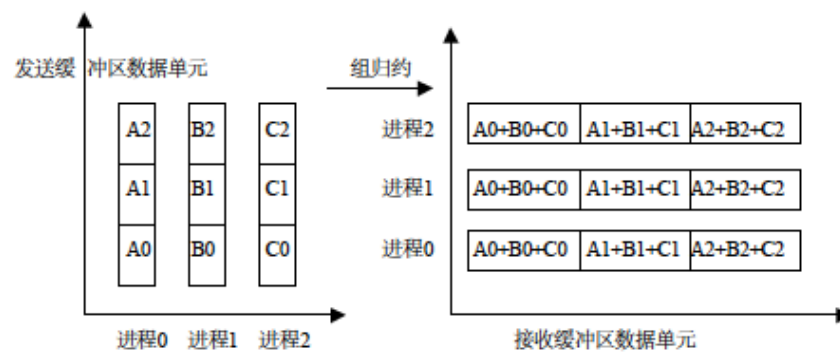 发送缓 冲区数据单元
组归约
A2 B2 C2
A1 B1 C1
A0 B0 C0
进程0 进程1 进程2
进程2 A0+B0+C0 A1+B1+C1 A2+B2+C2
进程1 A0+B0+C0 A1+B1+C1 A2+B2+C2
进程0 A0+B0+C0 A1+B1+C1 A2+B2+C2
接收缓冲区数据单元